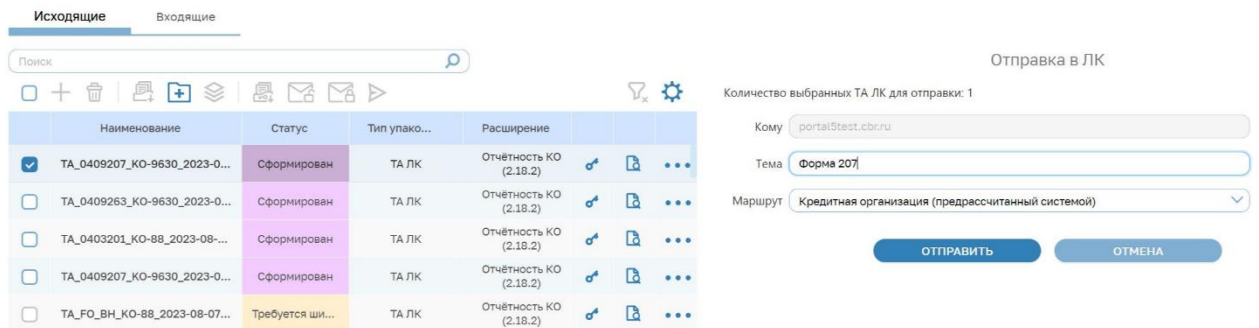 Исходящие Входящие
Поиск
Наименование Статус Тип упако... Расширение
TA_0409207_KO-9630_2023-0... Сформирован ТА ЛК Отчётность КО (2.18.2)
TA_0409263_KO-9630_2023-0... Сформирован ТА ЛК Отчётность КО (2.18.2)
TA_0403201_KO-88_2023-08-... Сформирован ТА ЛК Отчётность КО (2.18.2)
TA_0409207_KO-9630_2023-0... Сформирован ТА ЛК Отчётность КО (2.18.2)
TA_FO_BH_KO-88_2023-08-07... Требуется ши... ТА ЛК Отчётность КО (2.18.2)
Отправка в ЛК
Количество выбранных ТА ЛК для отправки: 1
Кому portal5test.cbr.ru
Тема Форма 207
Маршрут Кредитная организация (предрассчитанный системой)
ОТПРАВИТЬ ОТМЕНА